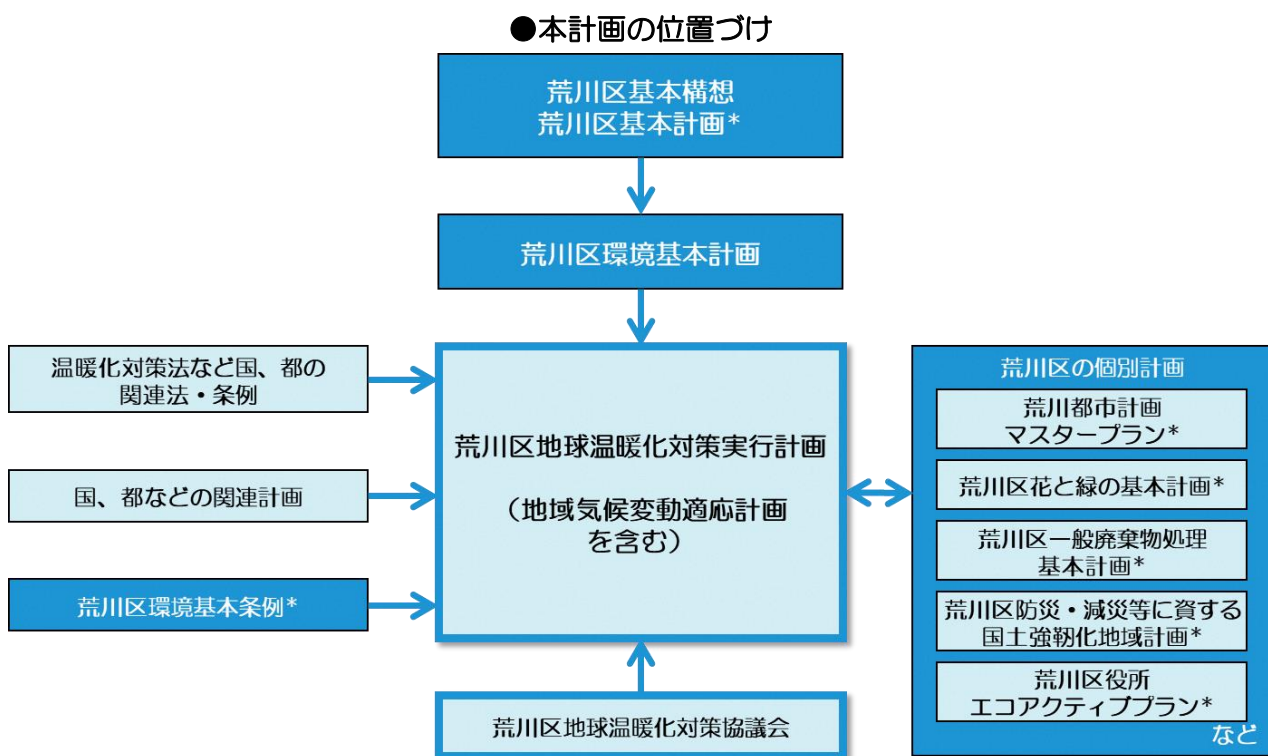 ●本計画の位置づけ
荒川区基本構想
荒川区基本計画*
荒川区環境基本計画
温暖化対策法など国、都の
関連法・条例
国、都などの関連計画
荒川区環境基本条例*
荒川区地球温暖化対策実行計画
（地域気候変動適応計画
を含む）
荒川区地球温暖化対策協議会
荒川区の個別計画
荒川都市計画
マスタープラン*
荒川区花と緑の基本計画*
荒川区一般廃棄物処理
基本計画*
荒川区防災・減災等に資する
国土強靭化地域計画*
荒川区役所
エコアクティブプラン*
など